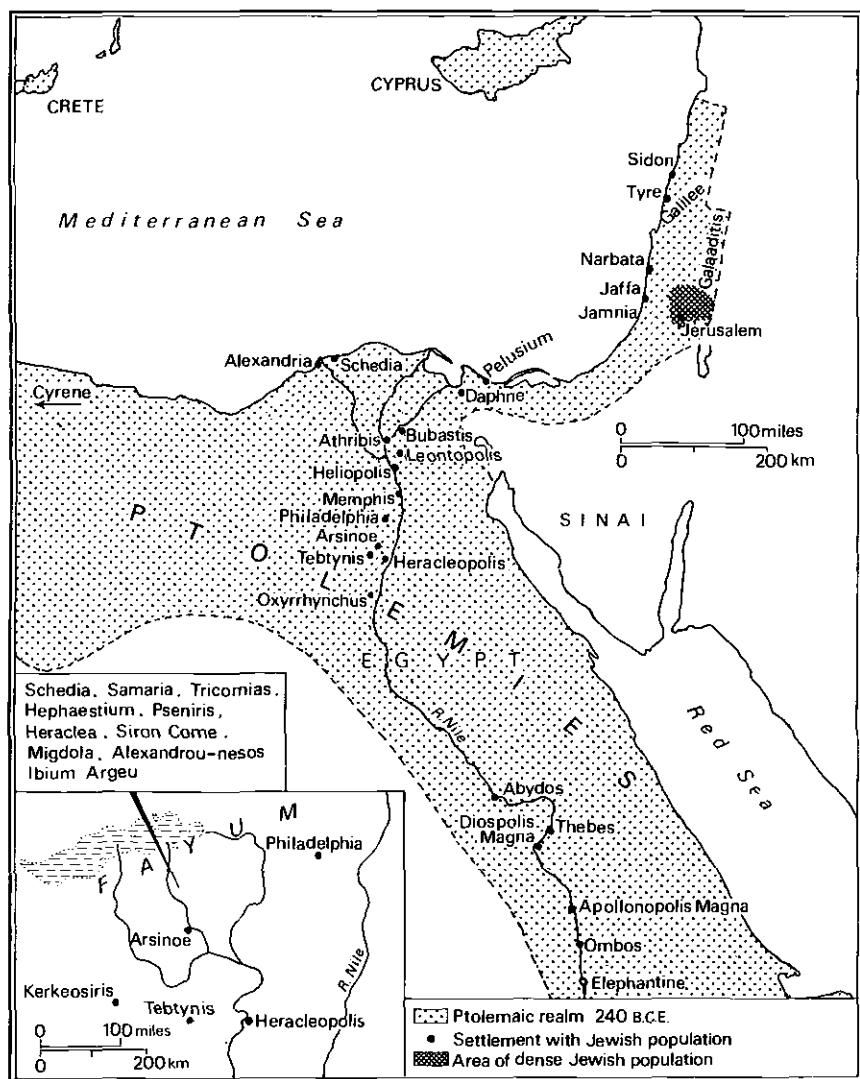 CRETE
CYPRUS
Mediterranean Sea
Sidon
Tyre
Galilee
Galaaditis
Narbata
Jaffa
Jamnia
Jerusalem
Alexandria
Schedia
Pelusium
Daphne
Cyrene
Athribis
Bubastis
Leontopolis
Heliopolis
Memphis
Philadelphia
Arsinoe
Tebtynis
Heracleopolis
Oxyrrhynchus
0 100 miles
0 200 km
SINAI
PTOLEMIES
EGYPT
R. Nile
Red Sea
Abydos
Diospolis
Magna
Thebes
Apollonopolis Magna
Ombos
Elephantine
Schedia, Samaria, Tricomias,
Hephaestium, Pseniris,
Heraclea, Siron Come,
Migdola, Alexandrou-nesos
Ibium Argeu
FAYUM
Philadelphia
Arsinoe
R. Nile
Kerkeosiris
Tebtynis
Heracleopolis
0 100 miles
0 200 km
Ptolemaic realm 240 B.C.E.
Settlement with Jewish population
Area of dense Jewish population